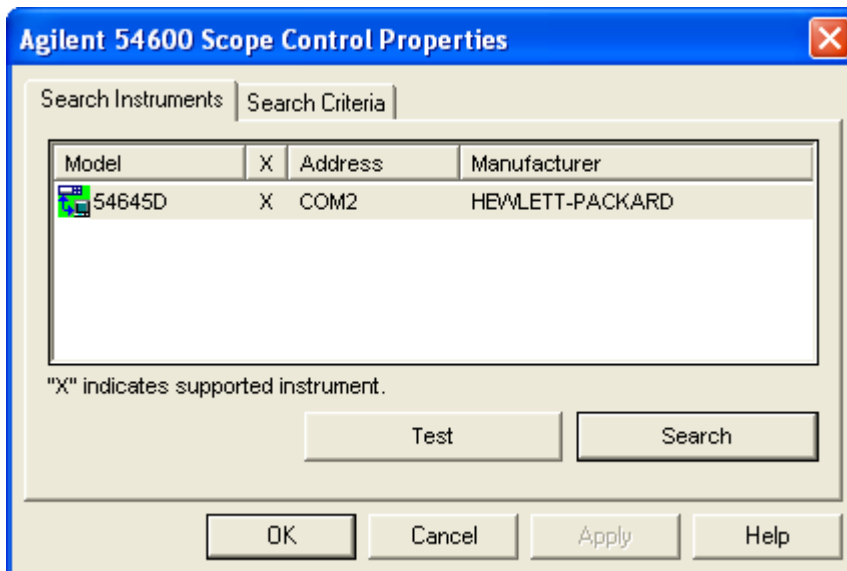 Agilent 54600 Scope Control Properties
Search Instruments Search Criteria
Model X Address Manufacturer
54645D X COM2 HEWLETT-PACKARD
"X" indicates supported instrument.
Test Search
OK Cancel Apply Help